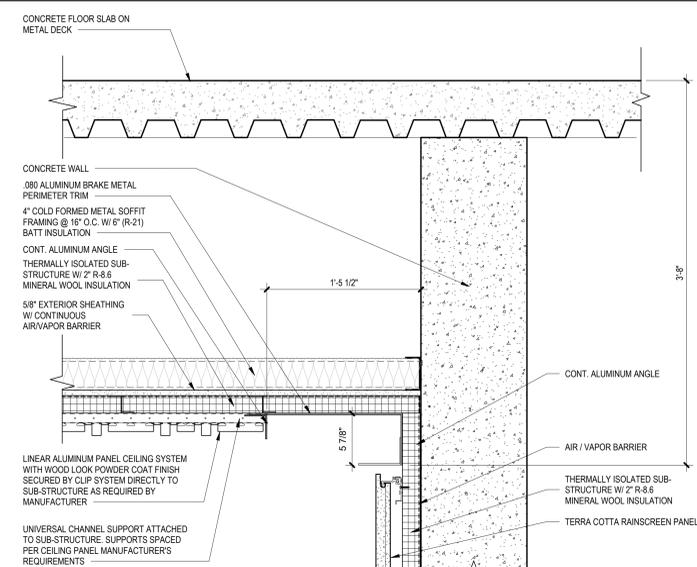 CONCRETE FLOOR SLAB ON
METAL DECK
CONCRETE WALL
.080 ALUMINUM BRAKE METAL
PERIMETER TRIM
4" COLD FORMED METAL SOFFIT
FRAMING @ 16" O.C. W/ 6" (R-21)
BATT INSULATION
CONT. ALUMINUM ANGLE
THERMALLY ISOLATED SUB-
STRUCTURE W/ 2" R-8.6
MINERAL WOOL INSULATION
5/8" EXTERIOR SHEATHING
W/ CONTINUOUS
AIR/VAPOR BARRIER
LINEAR ALUMINUM PANEL CEILING SYSTEM
WITH WOOD LOOK POWDER COAT FINISH
SECURED BY CLIP SYSTEM DIRECTLY TO
SUB-STRUCTURE AS REQUIRED BY
MANUFACTURER
UNIVERSAL CHANNEL SUPPORT ATTACHED
TO SUB-STRUCTURE. SUPPORTS SPACED
PER CEILING PANEL MANUFACTURER'S
REQUIREMENTS
1'-5 1/2"
5 7/8"
3'-8"
CONT. ALUMINUM ANGLE
AIR / VAPOR BARRIER
THERMALLY ISOLATED SUB-
STRUCTURE W/ 2" R-8.6
MINERAL WOOL INSULATION
TERRA COTTA RAINSCREEN PANEL